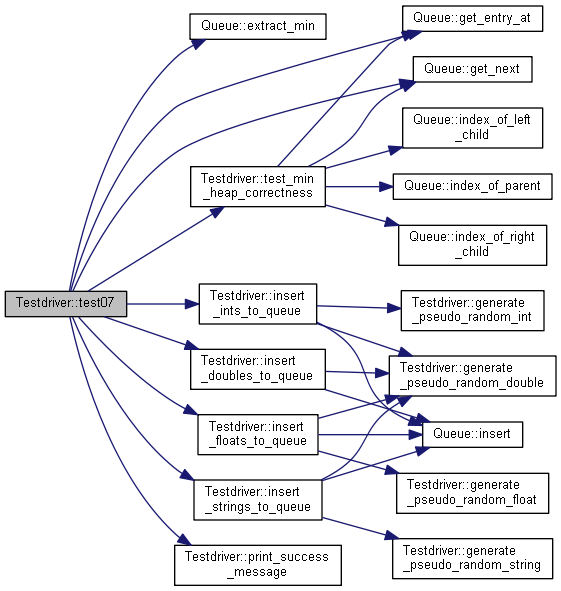 Testdriver::test07
Queue::extract_min
Testdriver::test_min
_heap_correctness
Testdriver::insert
_ints_to_queue
Testdriver::insert
_doubles_to_queue
Testdriver::insert
_floats_to_queue
Testdriver::insert
_strings_to_queue
Testdriver::print_success
_message
Queue::get_entry_at
Queue::get_next
Queue::index_of_left
_child
Queue::index_of_parent
Queue::index_of_right
_child
Testdriver::generate
_pseudo_random_int
Testdriver::generate
_pseudo_random_double
Queue::insert
Testdriver::generate
_pseudo_random_float
Testdriver::generate
_pseudo_random_string